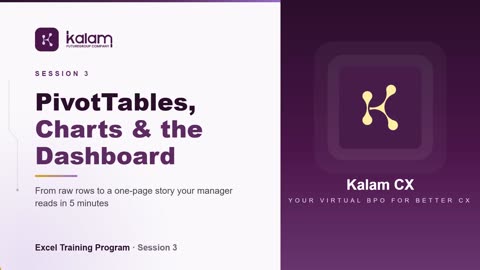 kalam
FUTUREGROUP COMPANY
SESSION 3
PivotTables,
Charts & the
Dashboard
From raw rows to a one-page story your manager
reads in 5 minutes
Excel Training Program · Session 3
Kalam CX
YOUR VIRTUAL BPO FOR BETTER CX